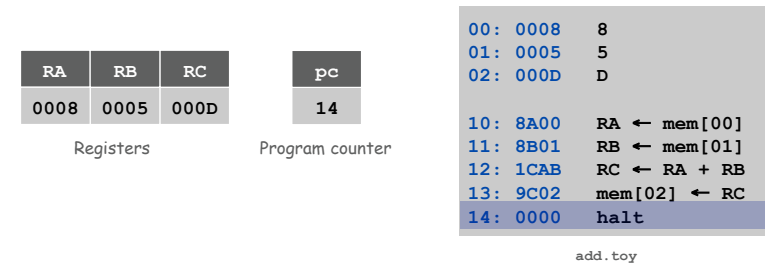 RA RB RC
0008 0005 000D
Registers
pc
14
Program counter
00: 0008 8
01: 0005 5
02: 000D D
10: 8A00 RA ← mem[00]
11: 8B01 RB ← mem[01]
12: 1CAB RC ← RA + RB
13: 9C02 mem[02] ← RC
14: 0000 halt
add.toy